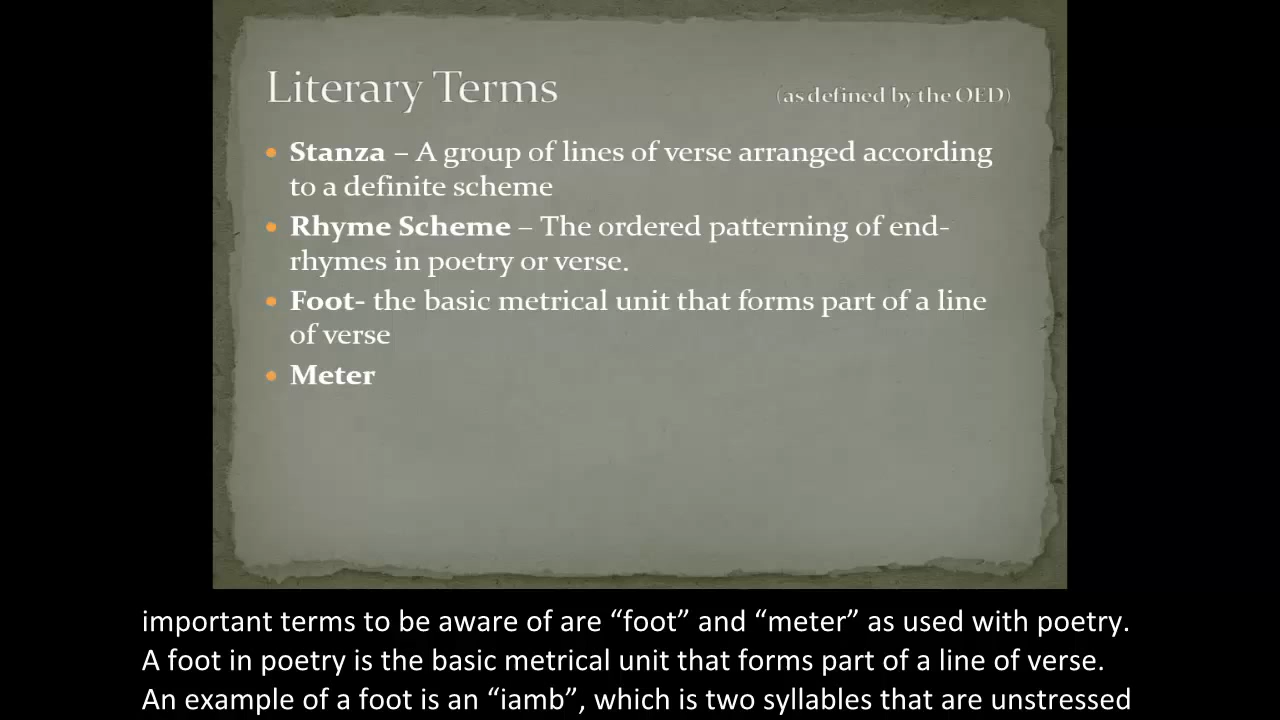 Literary Terms (as defined by the OED)
• Stanza – A group of lines of verse arranged according
to a definite scheme
• Rhyme Scheme – The ordered patterning of end-
rhymes in poetry or verse.
• Foot- the basic metrical unit that forms part of a line
of verse
• Meter
important terms to be aware of are “foot” and “meter” as used with poetry.
A foot in poetry is the basic metrical unit that forms part of a line of verse.
An example of a foot is an “iamb”, which is two syllables that are unstressed